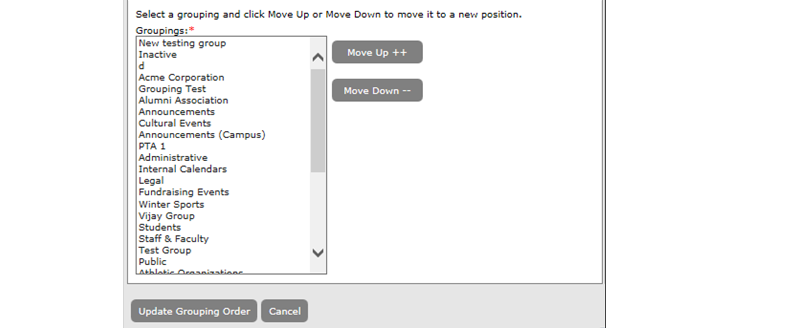 Select a grouping and click Move Up or Move Down to move it to a new position.
Groupings:*
New testing group
Inactive
d
Acme Corporation
Grouping Test
Alumni Association
Announcements
Cultural Events
Announcements (Campus)
PTA 1
Administrative
Internal Calendars
Legal
Fundraising Events
Winter Sports
Vijay Group
Students
Staff & Faculty
Test Group
Public
Athletic Organizations
Move Up ++
Move Down --
Update Grouping Order
Cancel